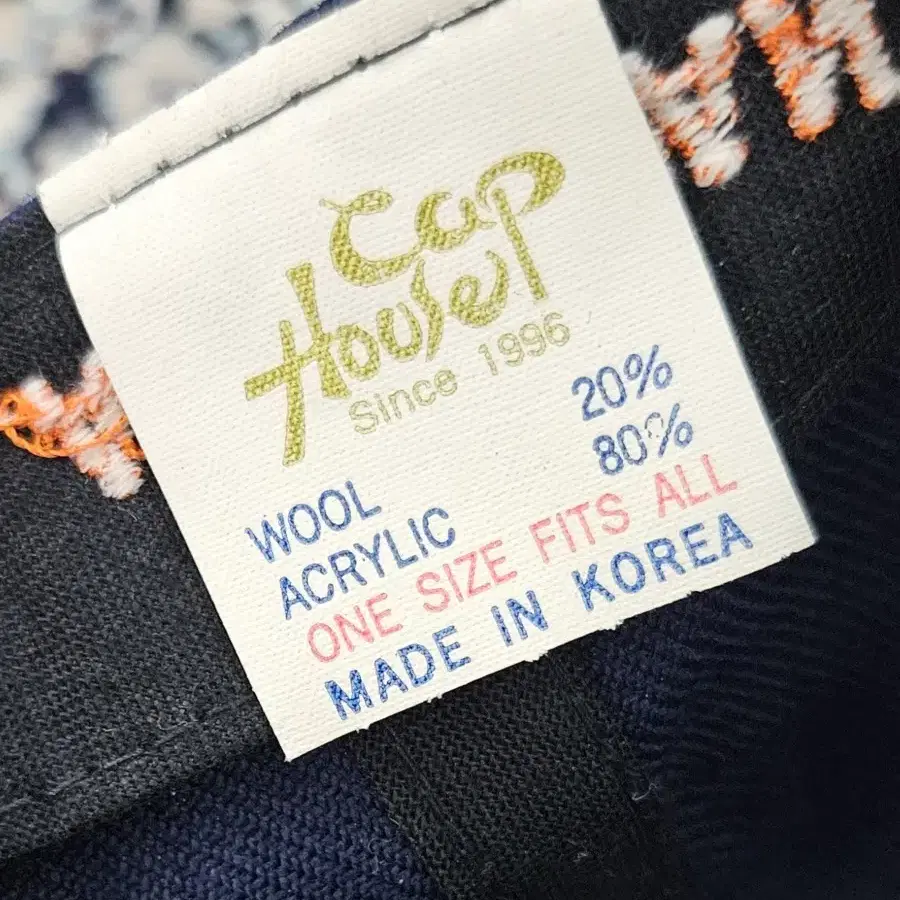 Cap
House
Since 1996
WOOL 20%
ACRYLIC 80%
ONE SIZE FITS ALL
MADE IN KOREA